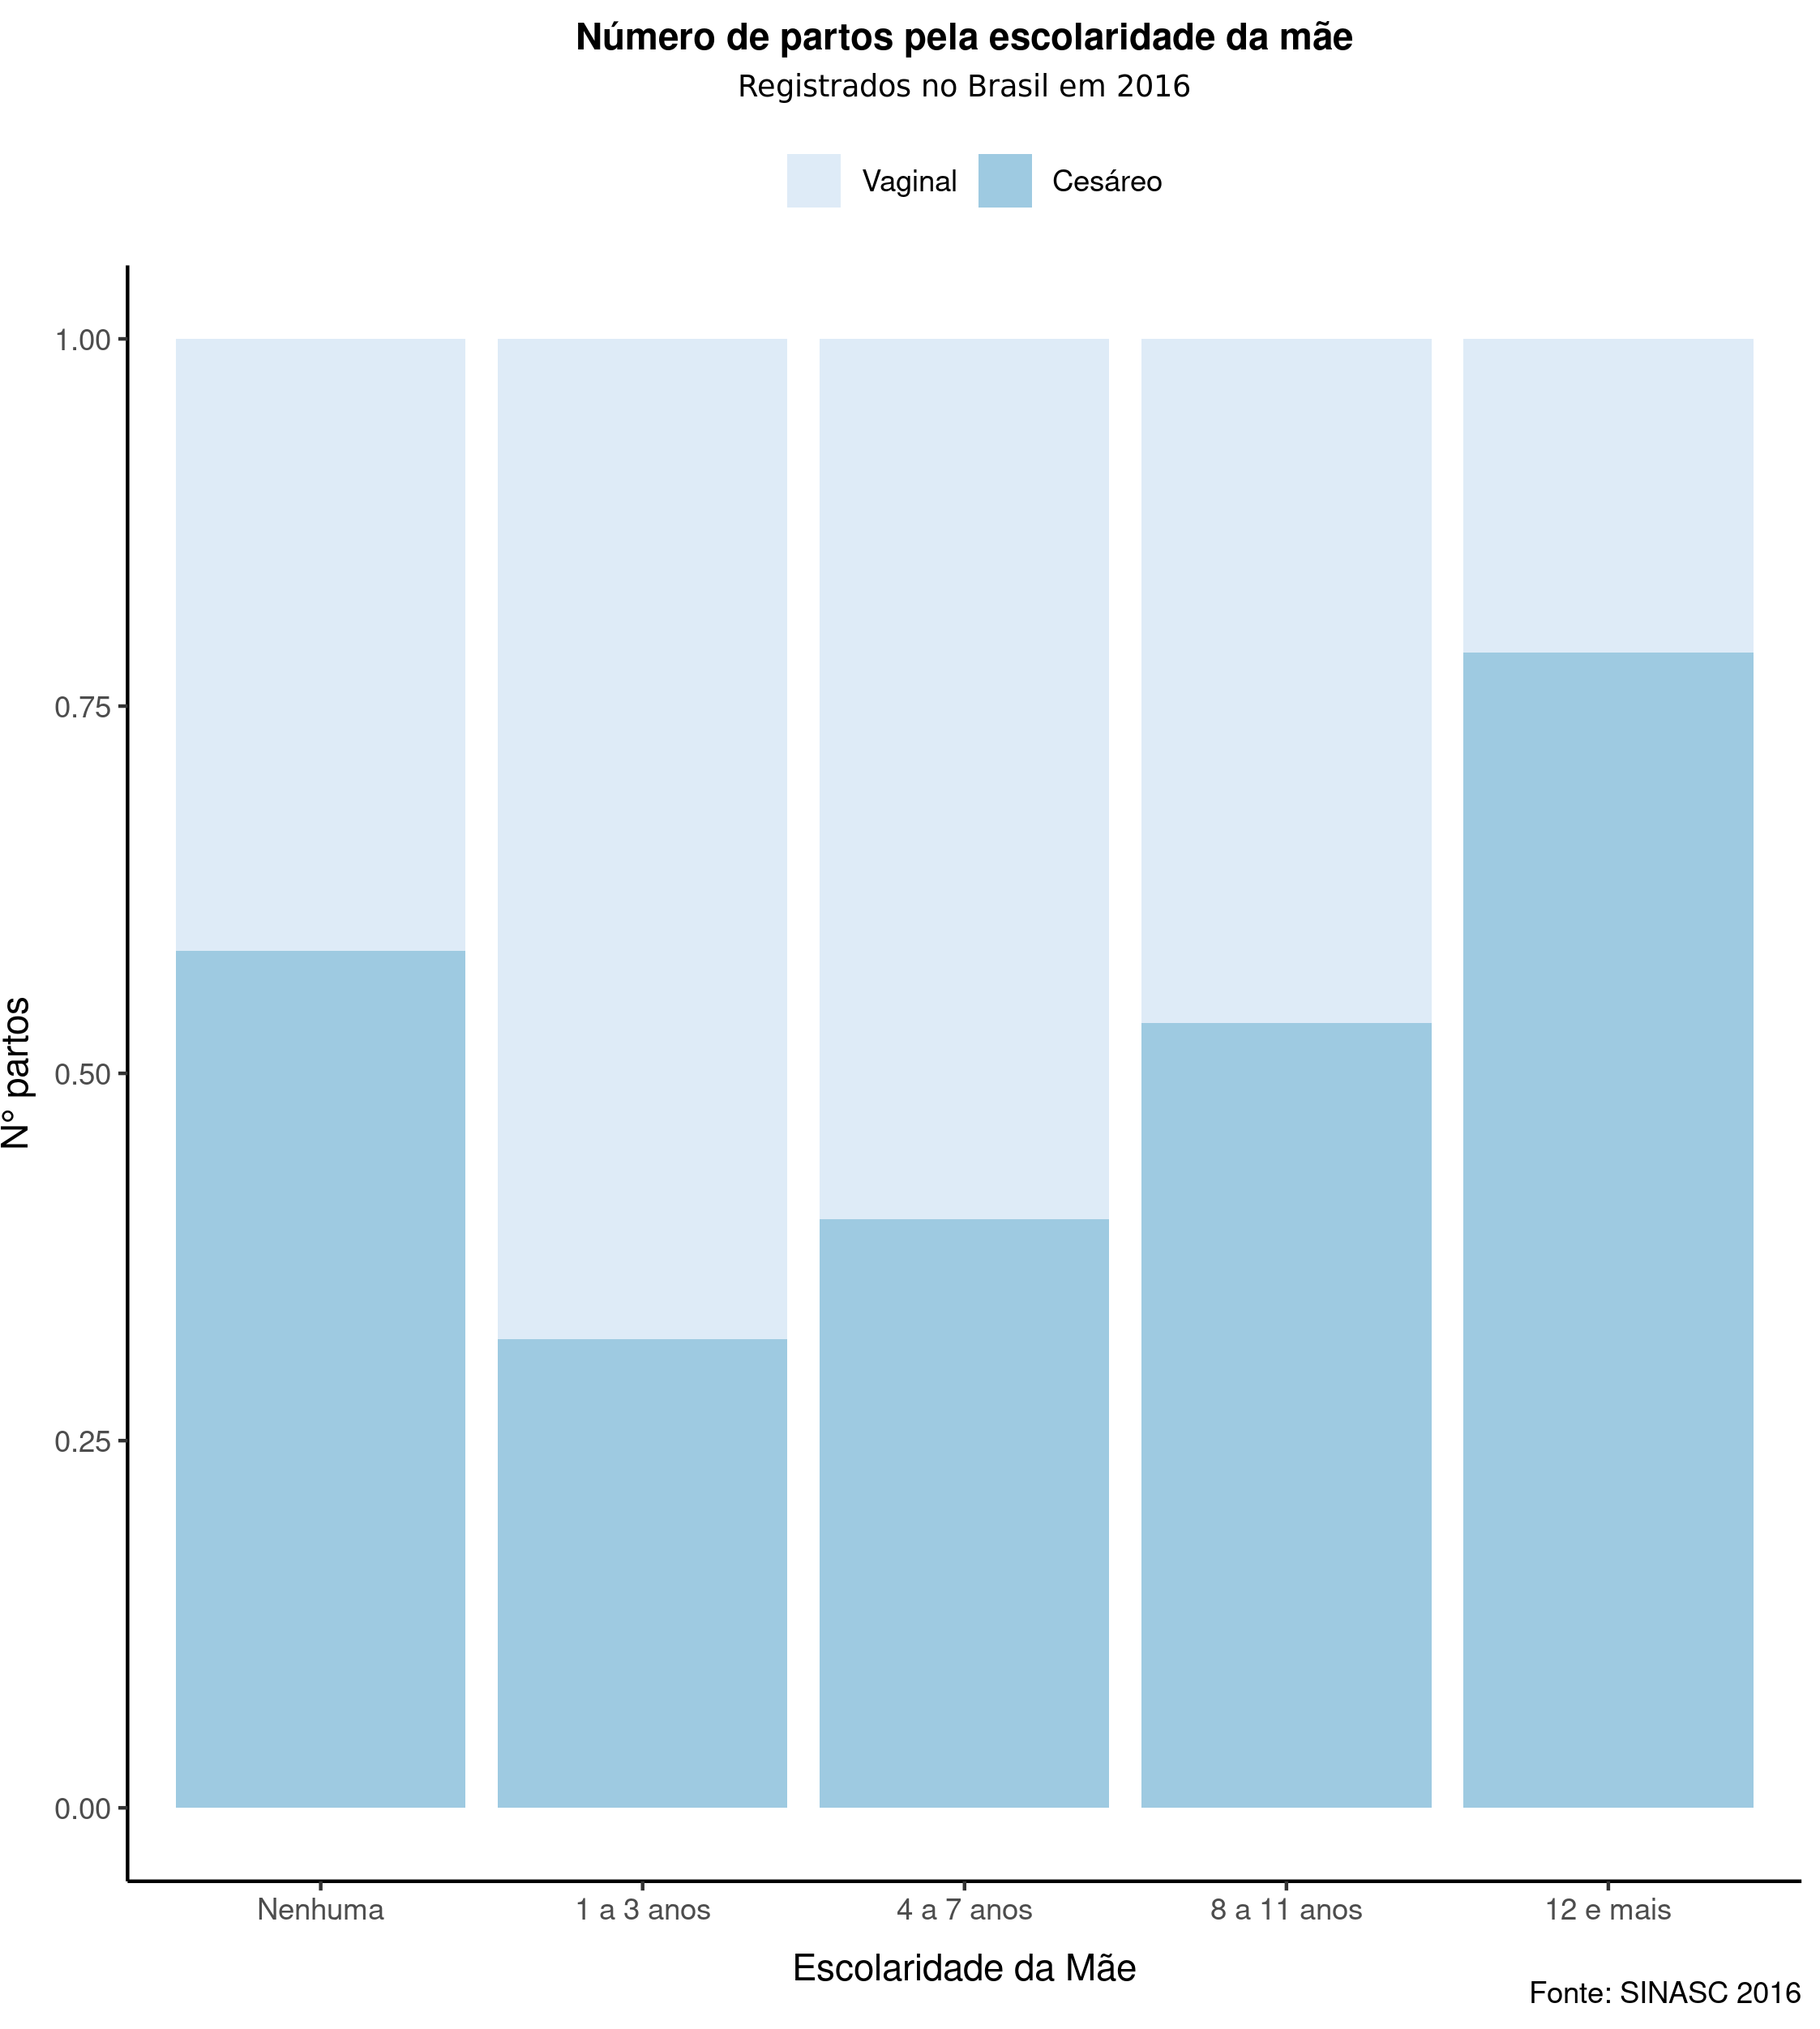 Número de partos pela escolaridade da mãe
Registrados no Brasil em 2016
Vaginal
Cesáreo
N° partos
1.00
0.75
0.50
0.25
0.00
Nenhuma
1 a 3 anos
4 a 7 anos
8 a 11 anos
12 e mais
Escolaridade da Mãe
Fonte: SINASC 2016